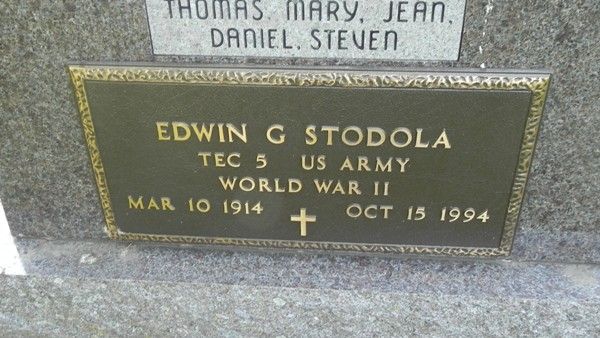 THOMAS. MARY, JEAN.
DANIEL. STEVEN
EDWIN G STODOLA
TEC 5 US ARMY
WORLD WAR II
MAR 10 1914 OCT 15 1994